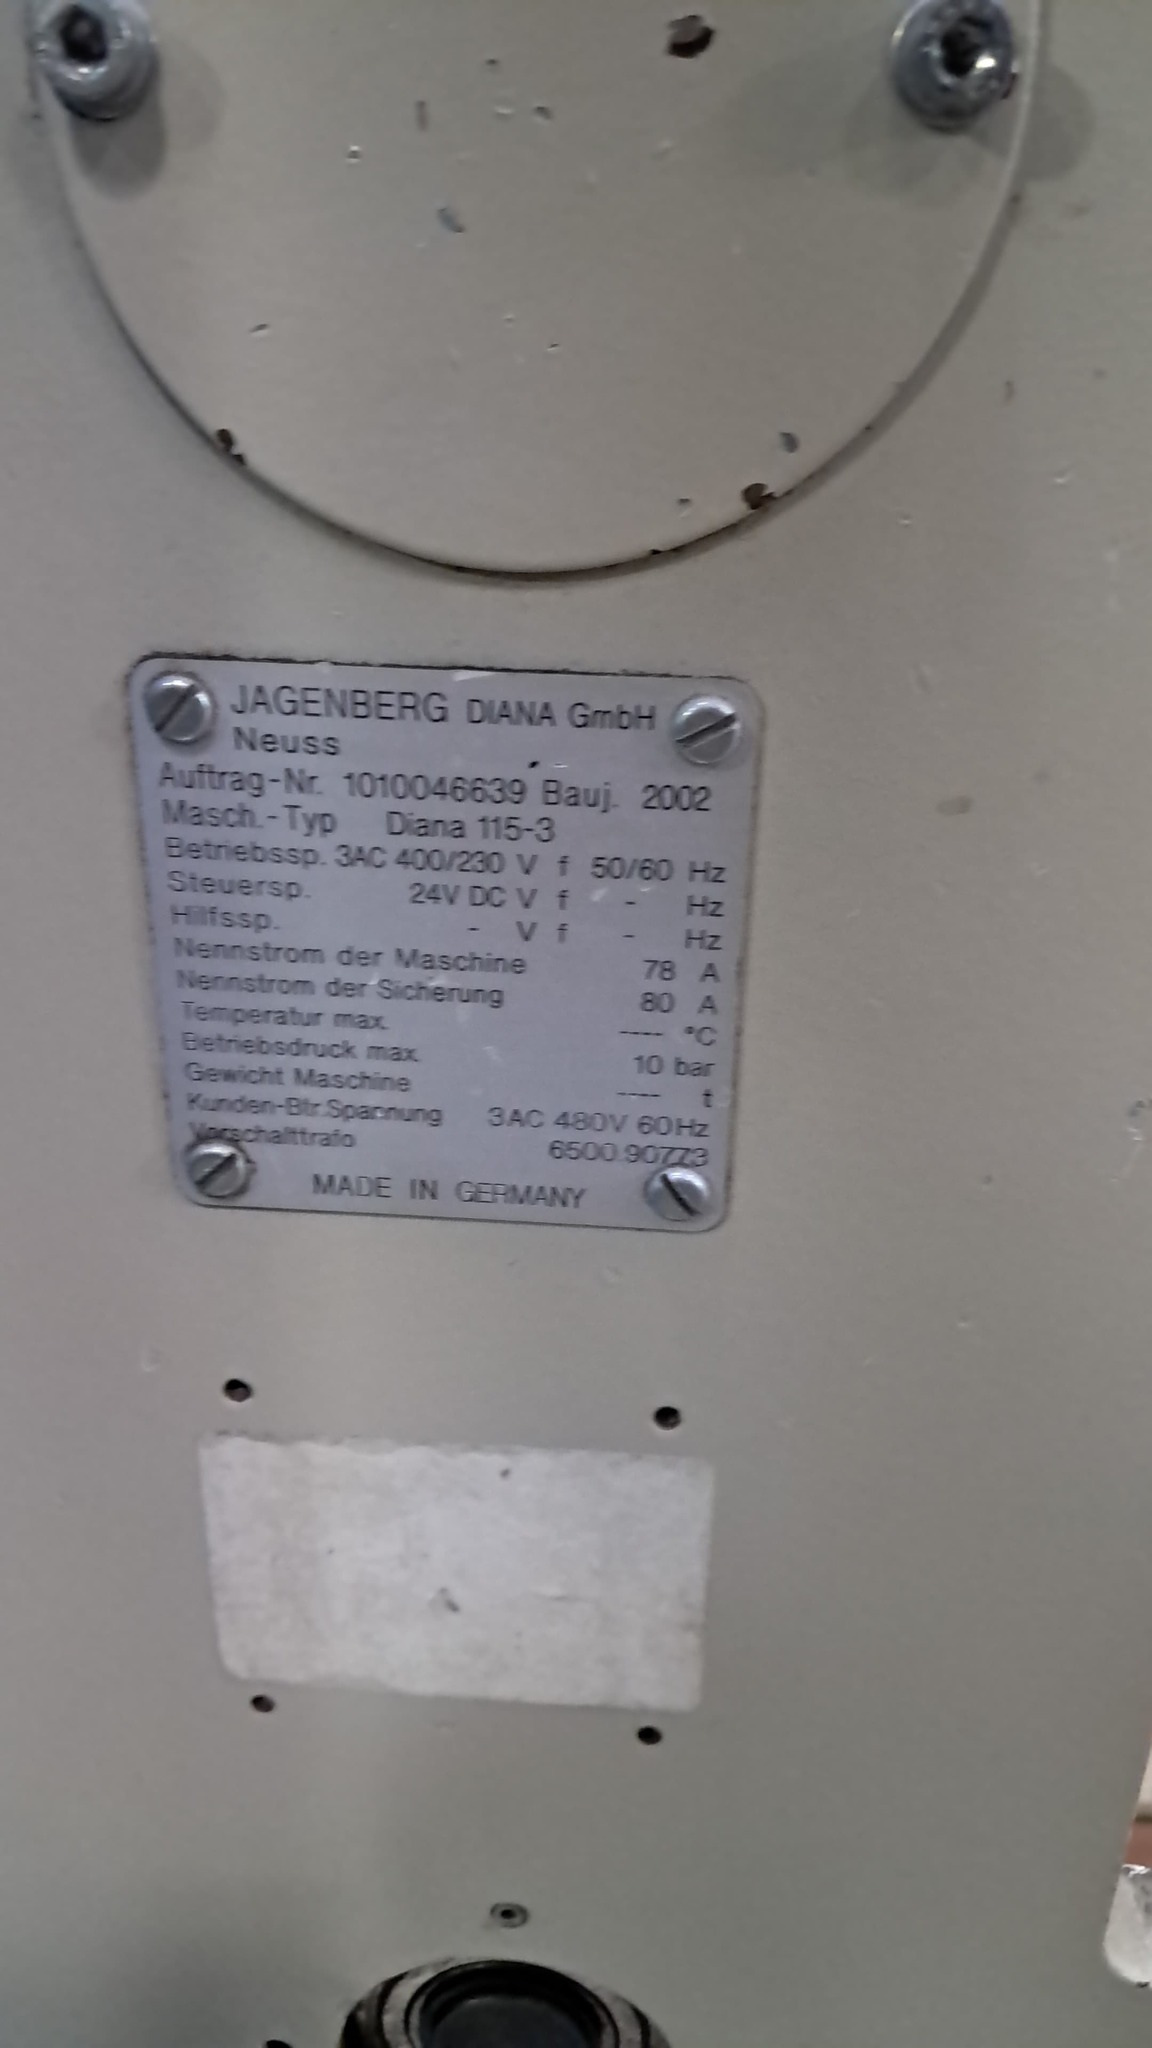 JAGENBERG DIANA GmbH
Neuss
Auftrag-Nr. 1010046639 Bauj. 2002
Masch.-Typ Diana 115-3
Betriebssp. 3AC 400/230 V f 50/60 Hz
Steuersp. 24V DC V f - Hz
Hilfssp. - V f - Hz
Nennstrom der Maschine 78 A
Nennstrom der Sicherung 80 A
Temperatur max. ---- °C
Betriebsdruck max. 10 bar
Gewicht Maschine ---- t
Kunden-Btr.Spannung 3AC 480V 60Hz
Vorschalttrafo 6500.90773
MADE IN GERMANY